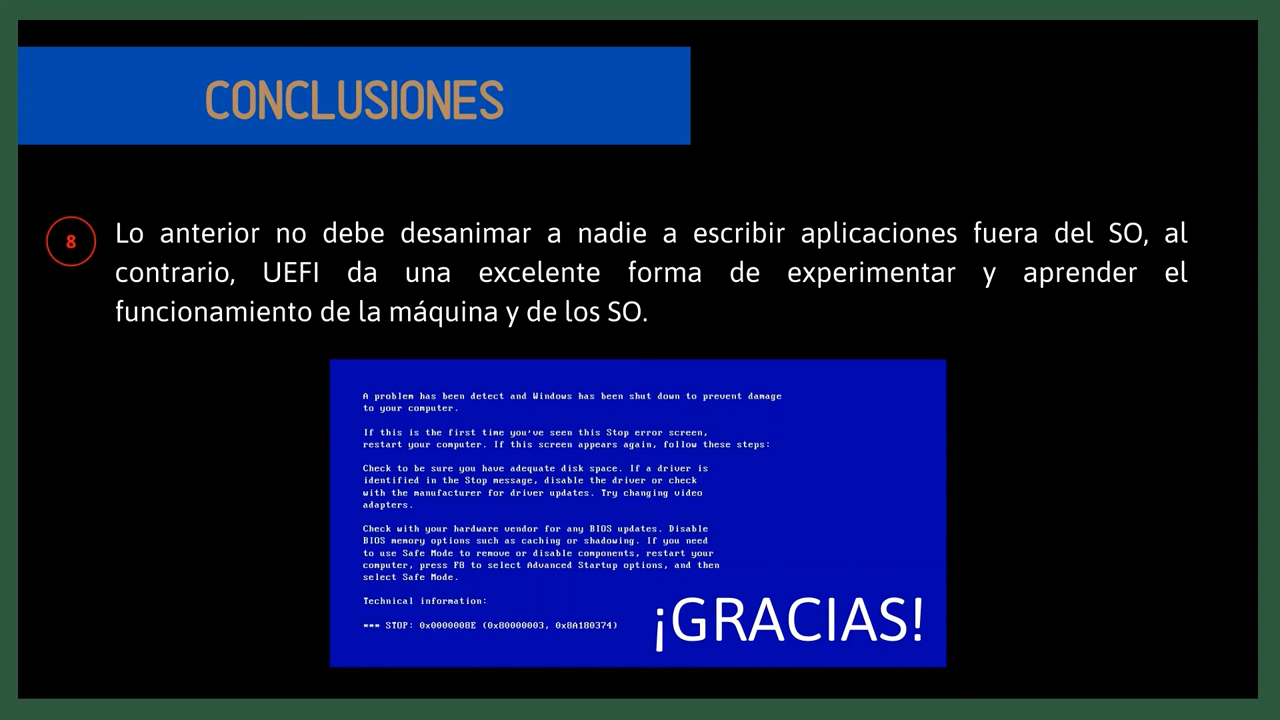 CONCLUSIONES
8
Lo anterior no debe desanimar a nadie a escribir aplicaciones fuera del SO, al
contrario, UEFI da una excelente forma de experimentar y aprender el
funcionamiento de la máquina y de los SO.
A problem has been detect and Windows has been shut down to prevent damage
to your computer.
If this is the first time you've seen this Stop error screen,
restart your computer. If this screen appears again, follow these steps:
Check to be sure you have adequate disk space. If a driver is
identified in the Stop message, disable the driver or check
with the manufacturer for driver updates. Try changing video
adapters.
Check with your hardware vendor for any BIOS updates. Disable
BIOS memory options such as caching or shadowing. If you need
to use Safe Mode to remove or disable components, restart your
computer, press F8 to select Advanced Startup options, and then
select Safe Mode.
Technical information:
*** STOP: 0x0000008E (0x80000003, 0x8A180374)
¡GRACIAS!